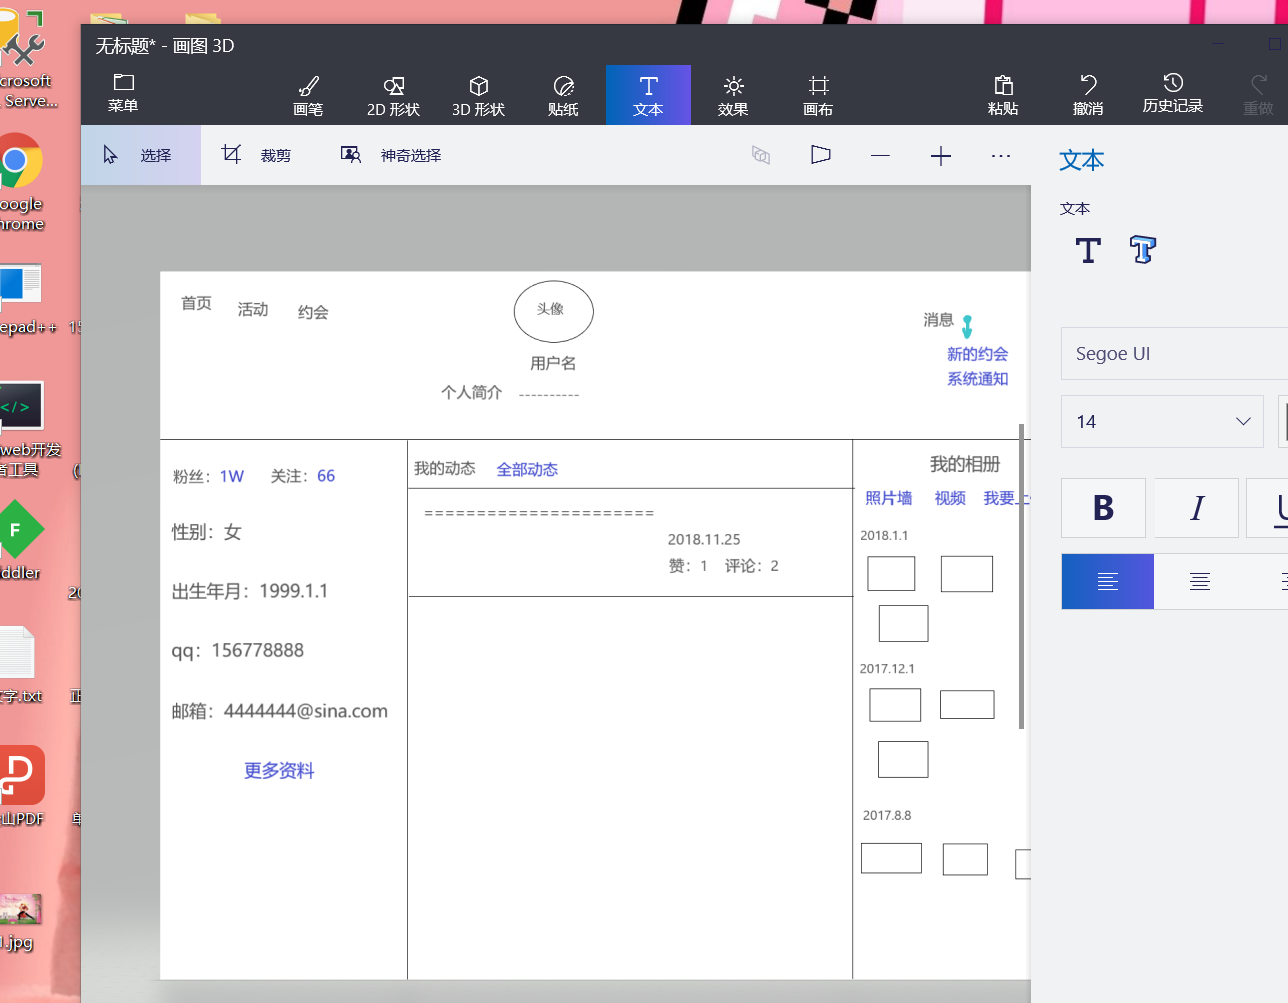 无标题* - 画图 3D
菜单
画笔
2D 形状
3D 形状
贴纸
文本
效果
画布
粘贴
撤消
历史记录
重做
选择
裁剪
神奇选择
文本
文本
Segoe UI
14
B
I
首页
活动
约会
头像
用户名
个人简介 ----------
消息
新的约会
系统通知
粉丝：1W 关注：66
性别：女
出生年月：1999.1.1
qq：156778888
邮箱：4444444@sina.com
更多资料
我的动态 全部动态
======================
2018.11.25
赞：1 评论：2
我的相册
照片墙 视频 我要上
2018.1.1
2017.12.1
2017.8.8
crosoft
Serve...
oogle
hrome
epad++
</>
web开发
者工具
F
ddler
字.txt
山PDF
1.jpg